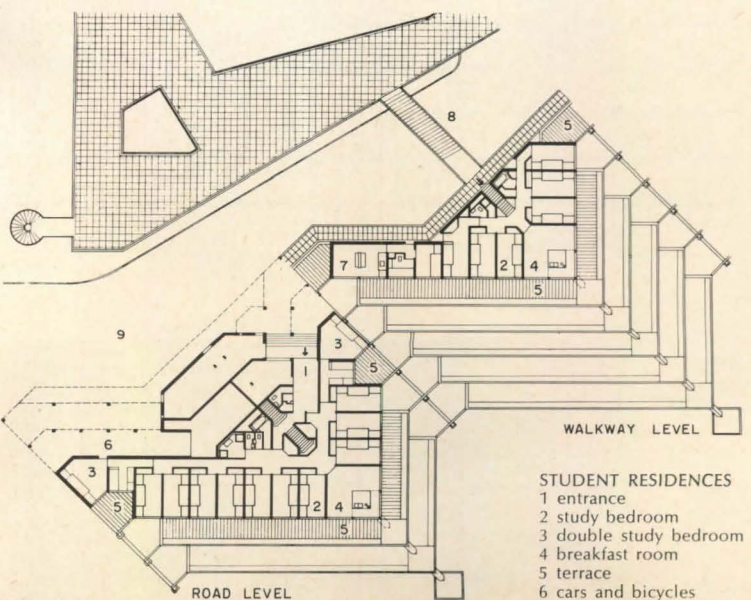 8
5
7
2
4
5
9
3
1
5
WALKWAY LEVEL
6
3
5
2
4
5
ROAD LEVEL
STUDENT RESIDENCES
1 entrance
2 study bedroom
3 double study bedroom
4 breakfast room
5 terrace
6 cars and bicycles